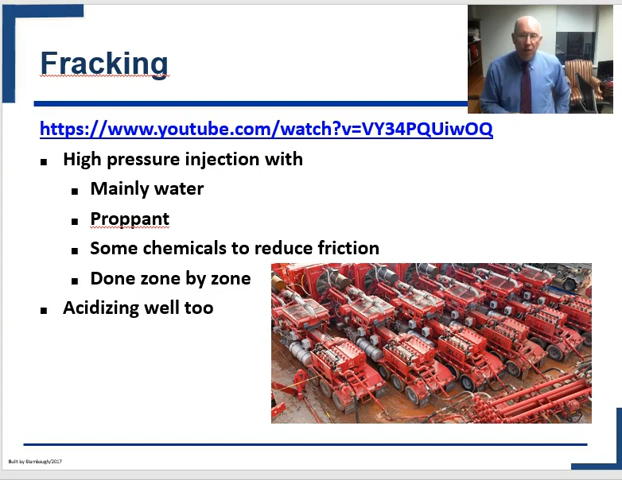 Fracking
https://www.youtube.com/watch?v=VY34PQUiwOQ
▪ High pressure injection with
▪ Mainly water
▪ Proppant
▪ Some chemicals to reduce friction
▪ Done zone by zone
▪ Acidizing well too